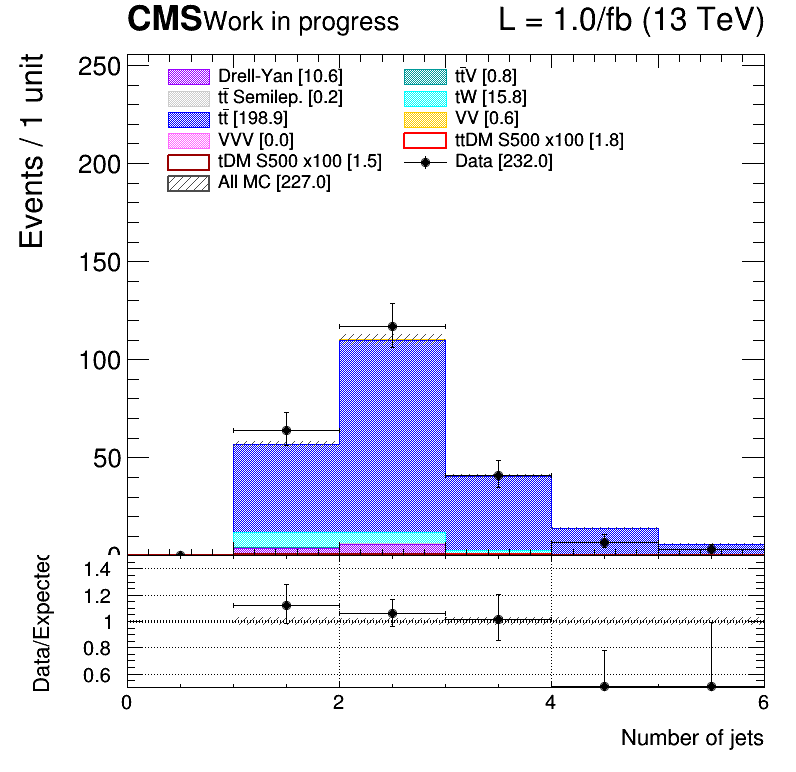 CMS Work in progress L = 1.0/fb (13 TeV)
Events / 1 unit
250
200
150
100
50
0
Drell-Yan [10.6] tt̄V [0.8]
tt̄ Semilep. [0.2] tW [15.8]
tt̄ [198.9] VV [0.6]
VVV [0.0] ttDM S500 x100 [1.8]
tDM S500 x100 [1.5] Data [232.0]
All MC [227.0]
Data/Expected
1.4
1.2
1
0.8
0.6
0 2 4 6
Number of jets